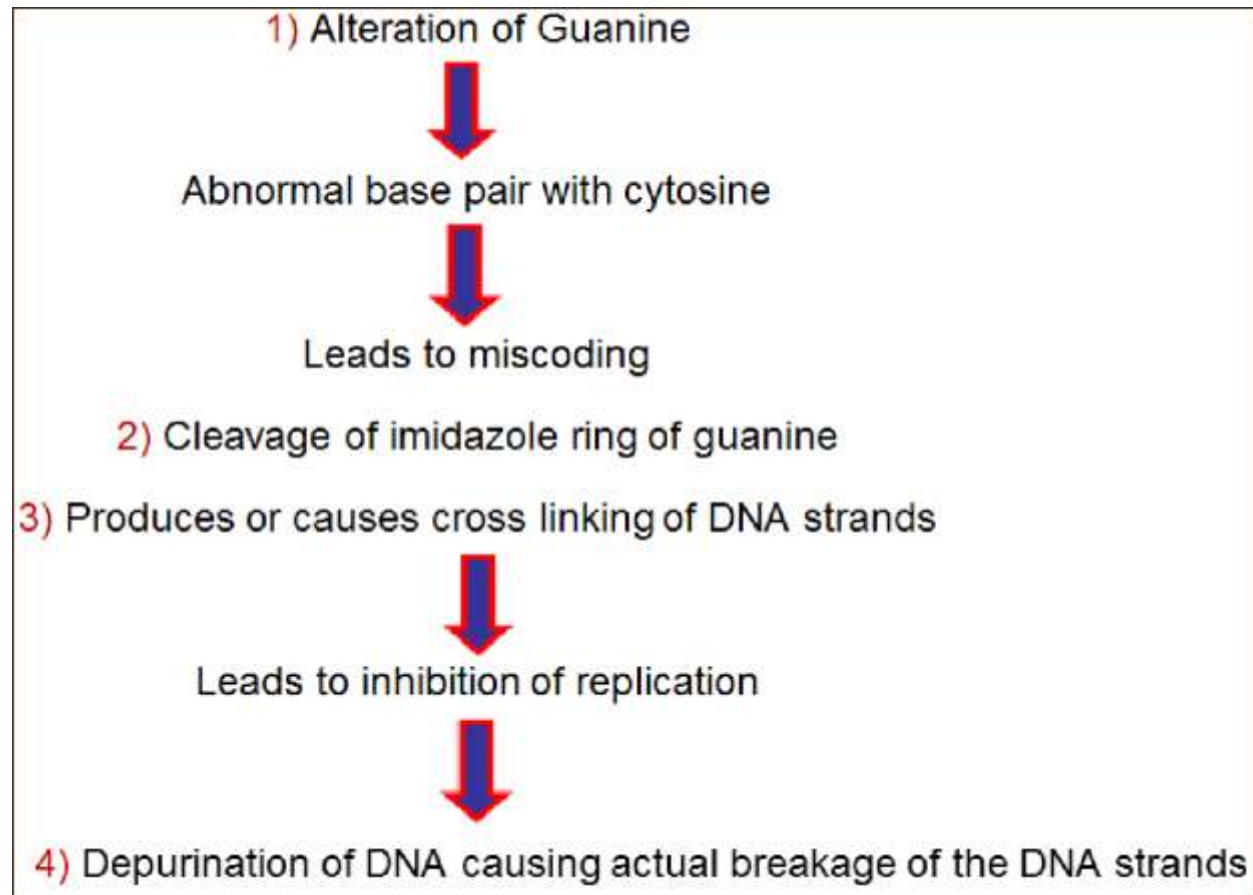 1) Alteration of Guanine
Abnormal base pair with cytosine
Leads to miscoding
2) Cleavage of imidazole ring of guanine
3) Produces or causes cross linking of DNA strands
Leads to inhibition of replication
4) Depurination of DNA causing actual breakage of the DNA strands